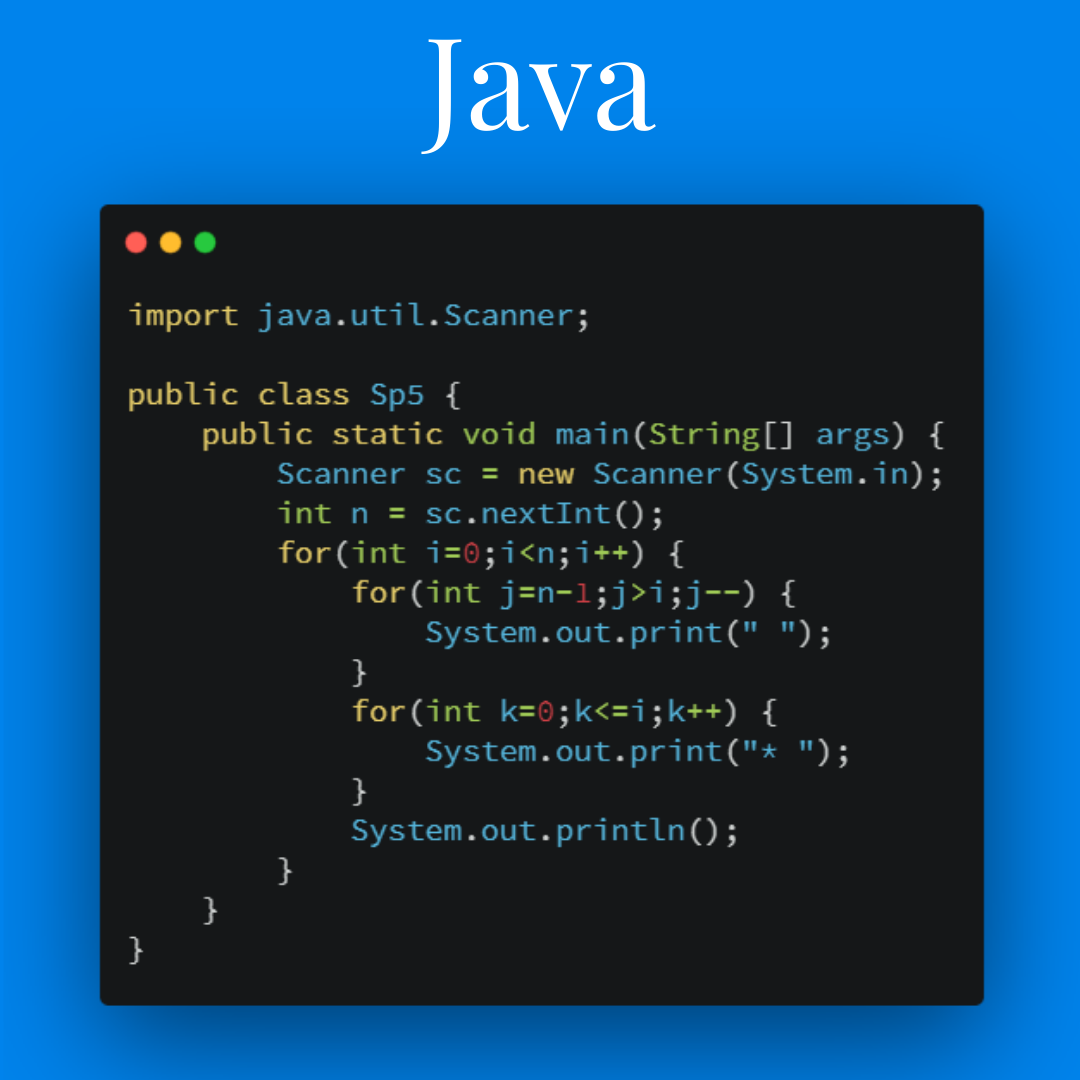 Java
import java.util.Scanner;
public class Sp5 {
    public static void main(String[] args) {
        Scanner sc = new Scanner(System.in);
        int n = sc.nextInt();
        for(int i=0;i<n;i++) {
            for(int j=n-1;j>i;j--) {
                System.out.print(" ");
            }
            for(int k=0;k<=i;k++) {
                System.out.print("* ");
            }
            System.out.println();
        }
    }
}